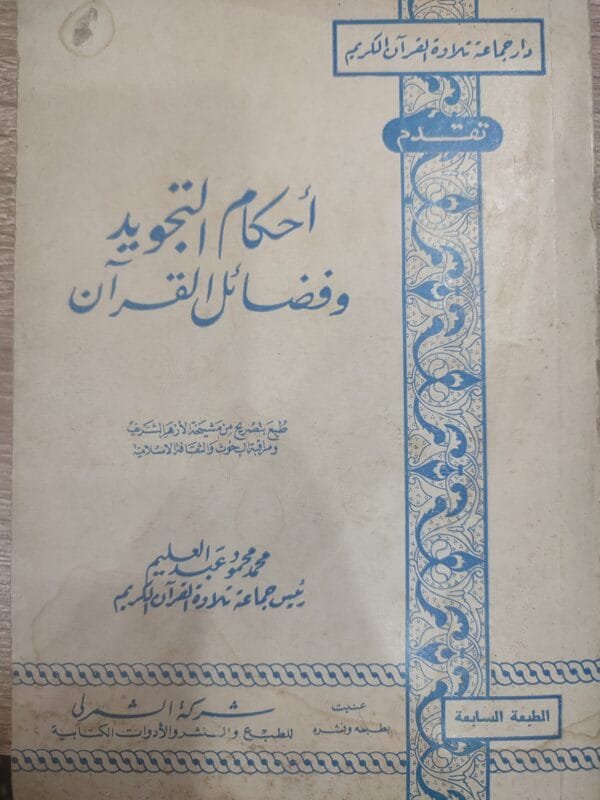 دار جماعة تلاوة القرآن الكريم
تقدم
أحكام التجويد
وفضائل القرآن
طبع بتصريح من مشيخة الأزهر الشريف
ومراقبة البحوث والثقافة الإسلامية
محمد محمود عبد العليم
رئيس جماعة تلاوة القرآن الكريم
الطبعة السابعة
عنيت
بطبعه ونشره
شركة الشمرلى
للطبع والنشر والأدوات الكتابية